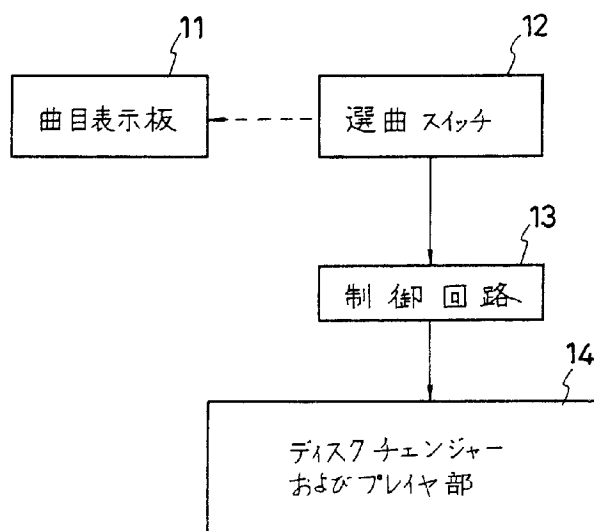 11
12
曲目表示板
選曲スイッチ
13
制御回路
14
ディスクチェンジャー
およびプレイヤ部